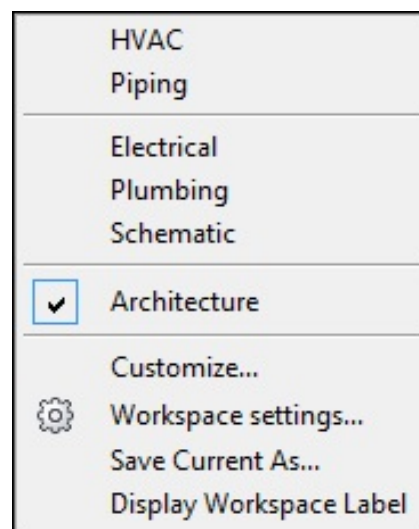 HVAC
Piping
Electrical
Plumbing
Schematic
Architecture
Customize...
Workspace settings...
Save Current As...
Display Workspace Label